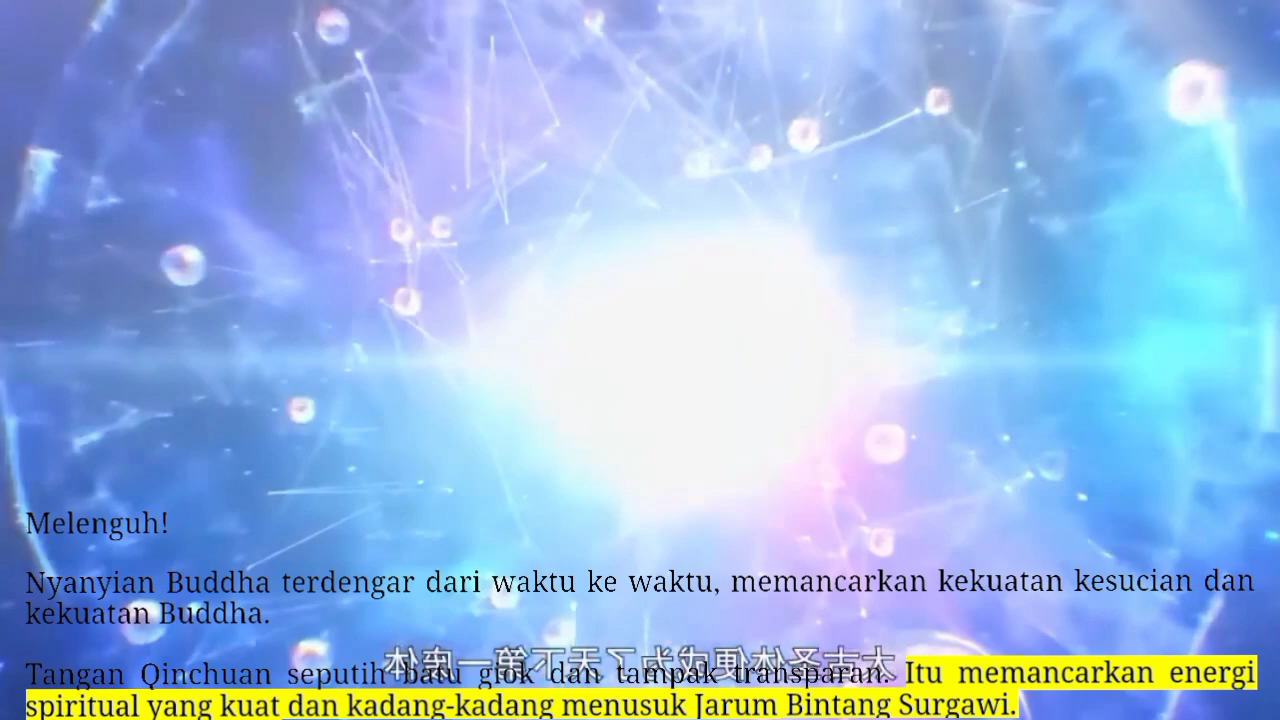 Melenguh!
Nyanyian Buddha terdengar dari waktu ke waktu, memancarkan kekuatan kesucian dan
kekuatan Buddha.
Tangan Qinchuan seputih batu giok dan tampak transparan. Itu memancarkan energi
spiritual yang kuat dan kadang-kadang menusuk Jarum Bintang Surgawi.